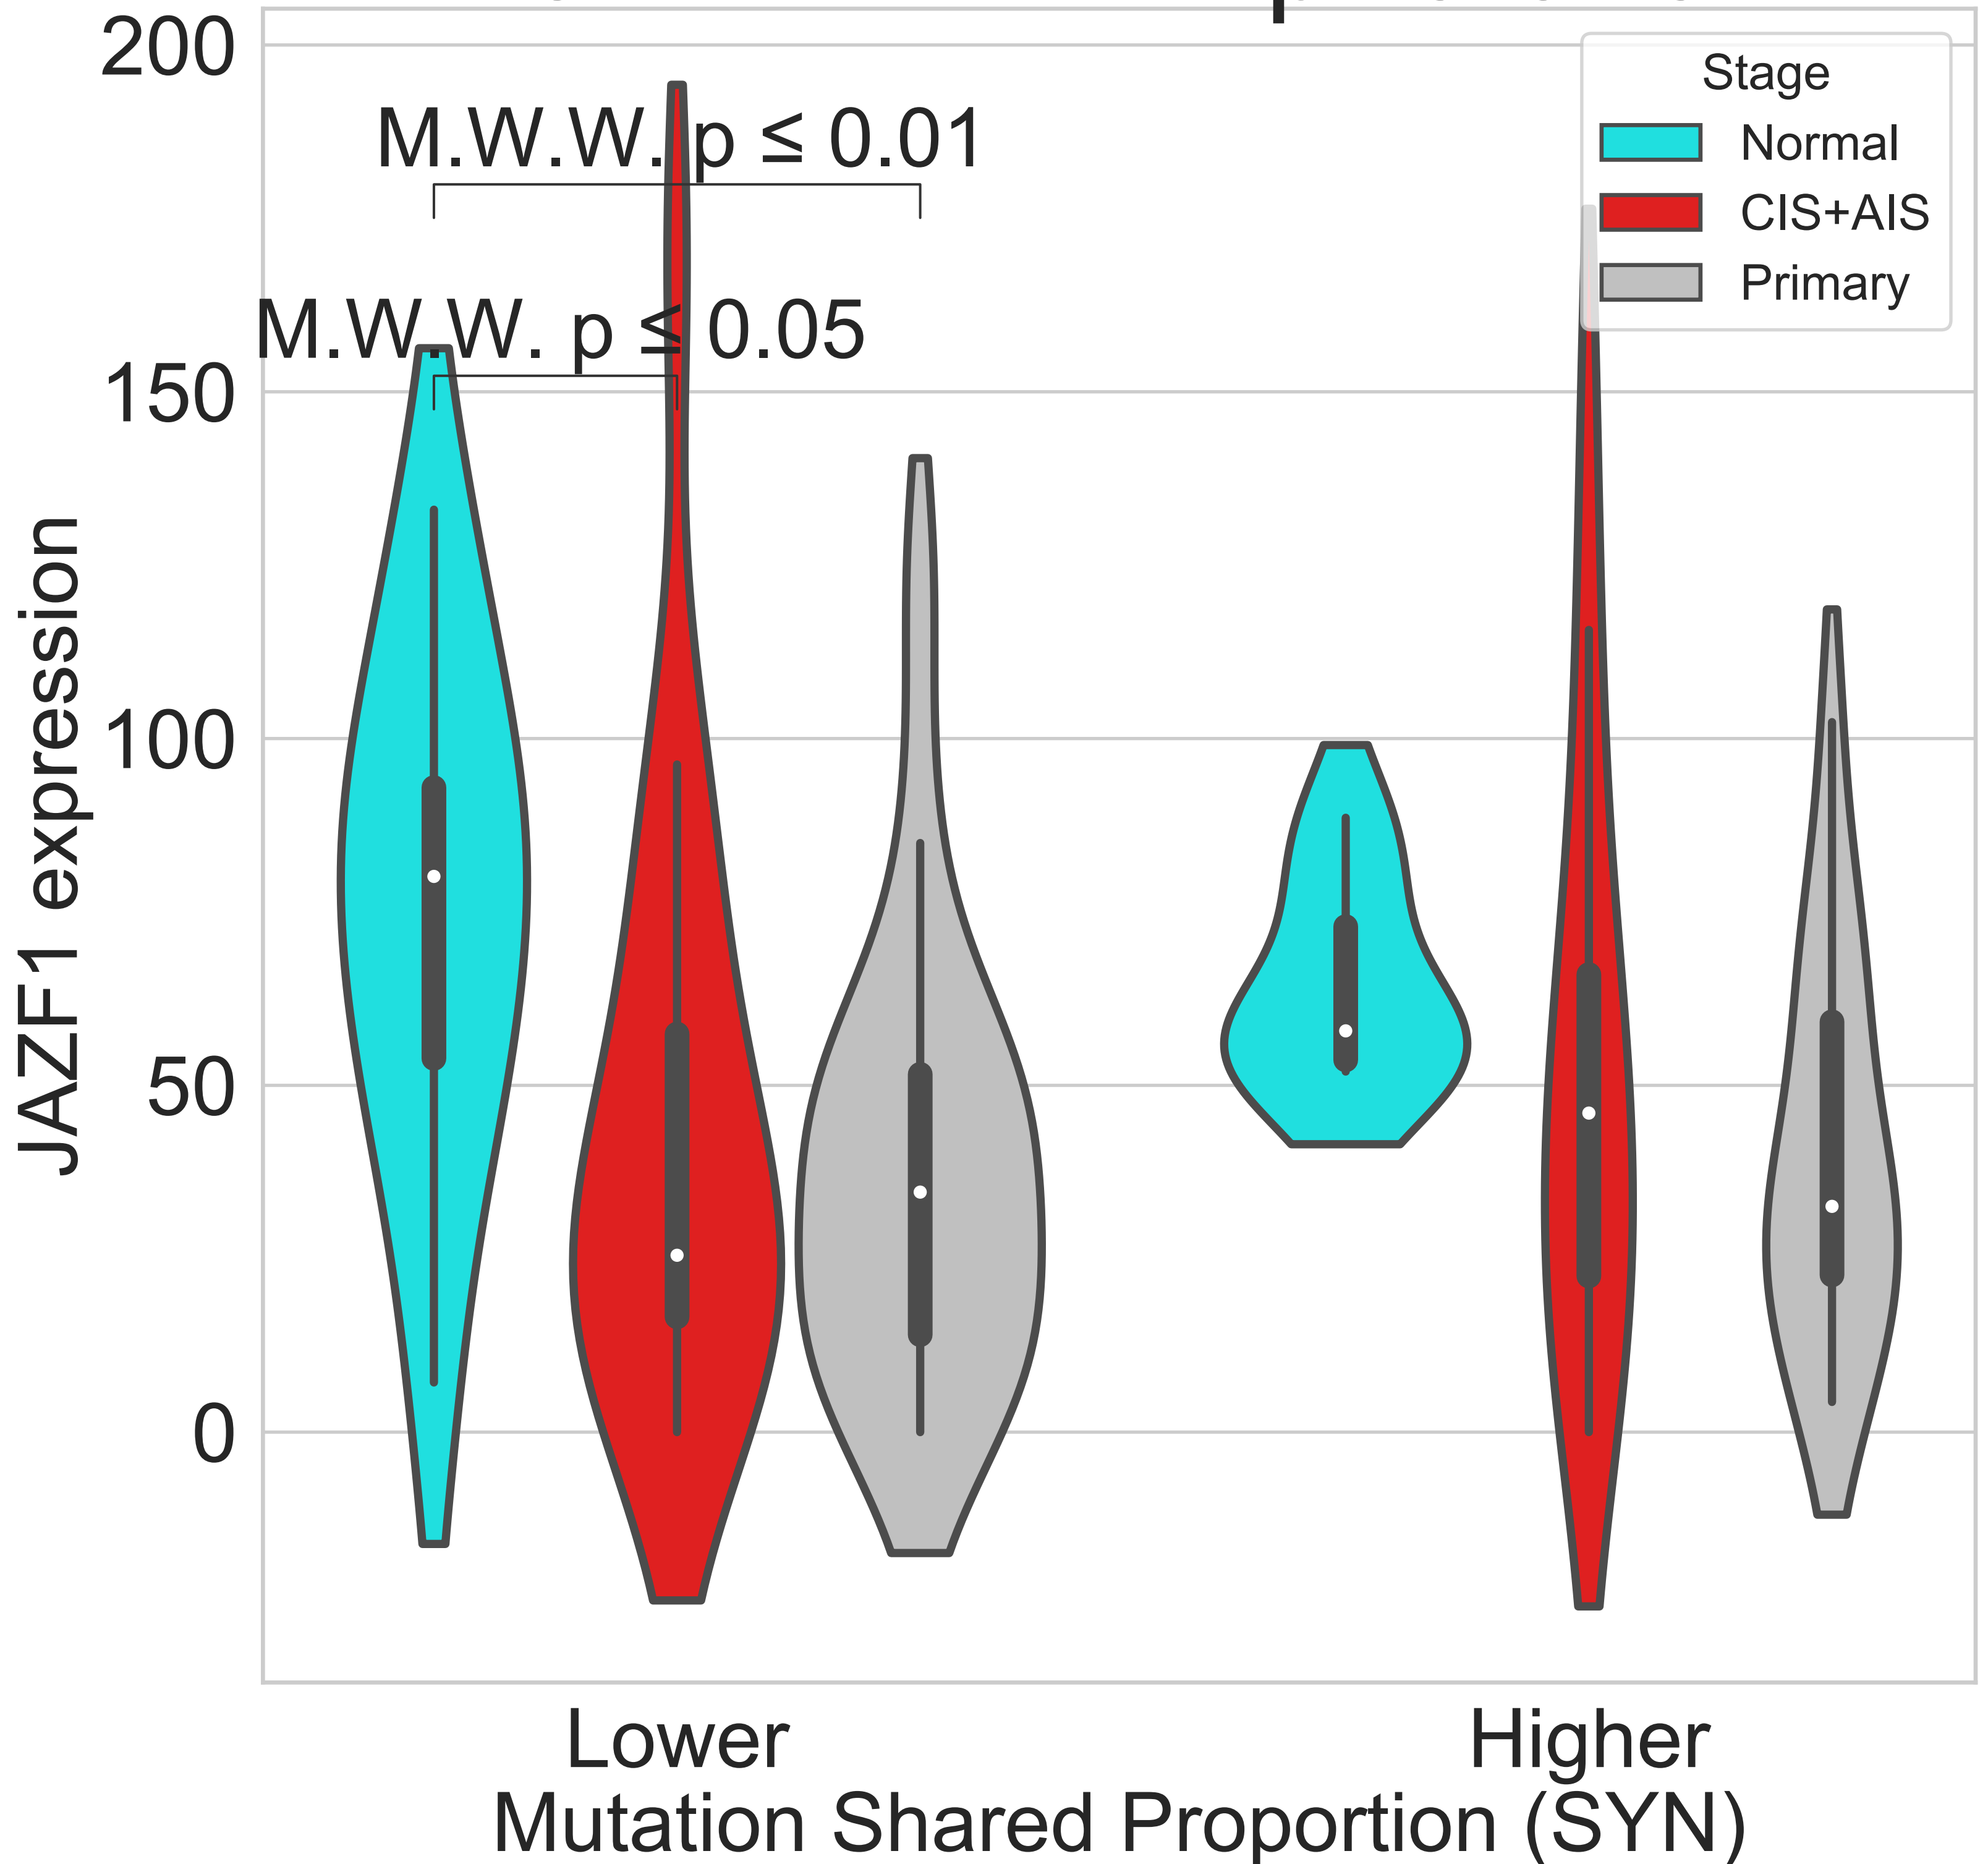 200
150
100
50
0
JAZF1 expression
M.W.W. p ≤ 0.01
M.W.W. p ≤ 0.05
Stage
Normal
CIS+AIS
Primary
Lower
Higher
Mutation Shared Proportion (SYN)